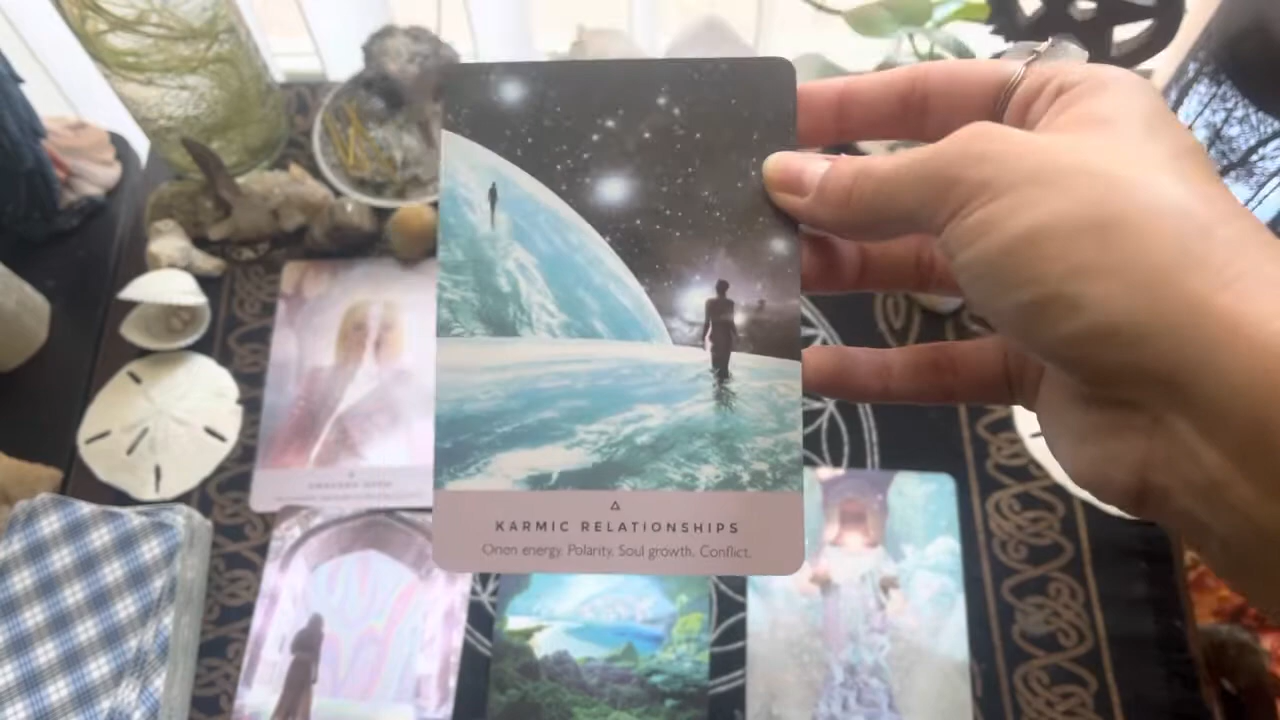 KARMIC RELATIONSHIPS
Orion energy. Polarity. Soul growth. Conflict.